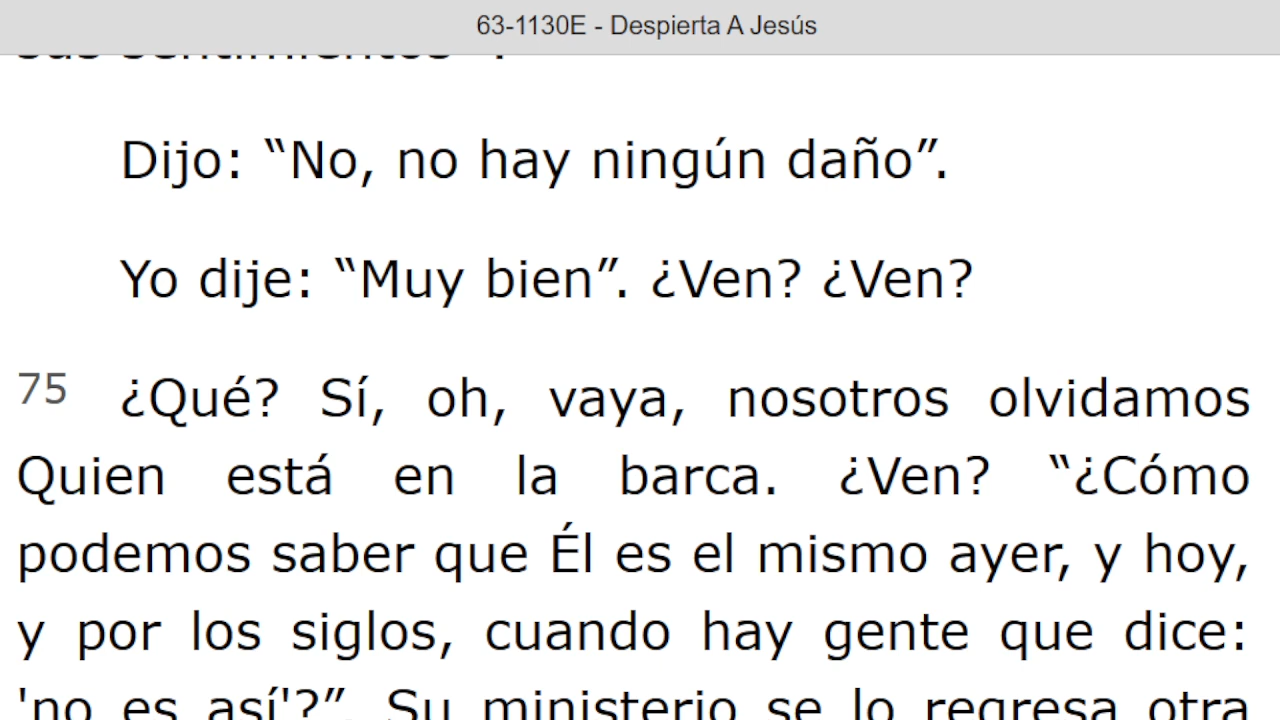 63-1130E - Despierta A Jesús
sus sentimientos".
Dijo: “No, no hay ningún daño”.
Yo dije: “Muy bien”. ¿Ven? ¿Ven?
75 ¿Qué? Sí, oh, vaya, nosotros olvidamos
Quien está en la barca. ¿Ven? “¿Cómo
podemos saber que Él es el mismo ayer, y hoy,
y por los siglos, cuando hay gente que dice:
'no es así'?”. Su ministerio se lo regresa otra